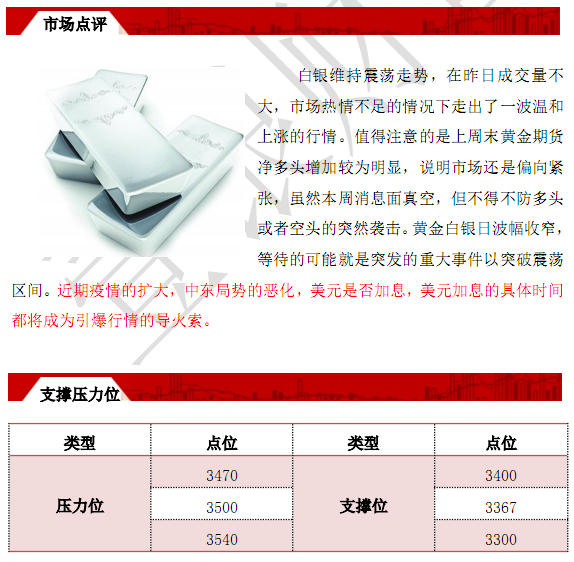 市场点评
白银维持震荡走势，在昨日成交量不
大，市场热情不足的情况下走出了一波温和
上涨的行情。值得注意的是上周末黄金期货
净多头增加较为明显，说明市场还是偏向紧
张，虽然本周消息面真空，但不得不防多头
或者空头的突然袭击。黄金白银日波幅收窄，
等待的可能就是突发的重大事件以突破震荡
区间。近期疫情的扩大，中东局势的恶化，美元是否加息，美元加息的具体时间
都将成为引爆行情的导火索。
支撑压力位
类型 点位 类型 点位
压力位 3470 支撑位 3400
3500 3367
3540 3300